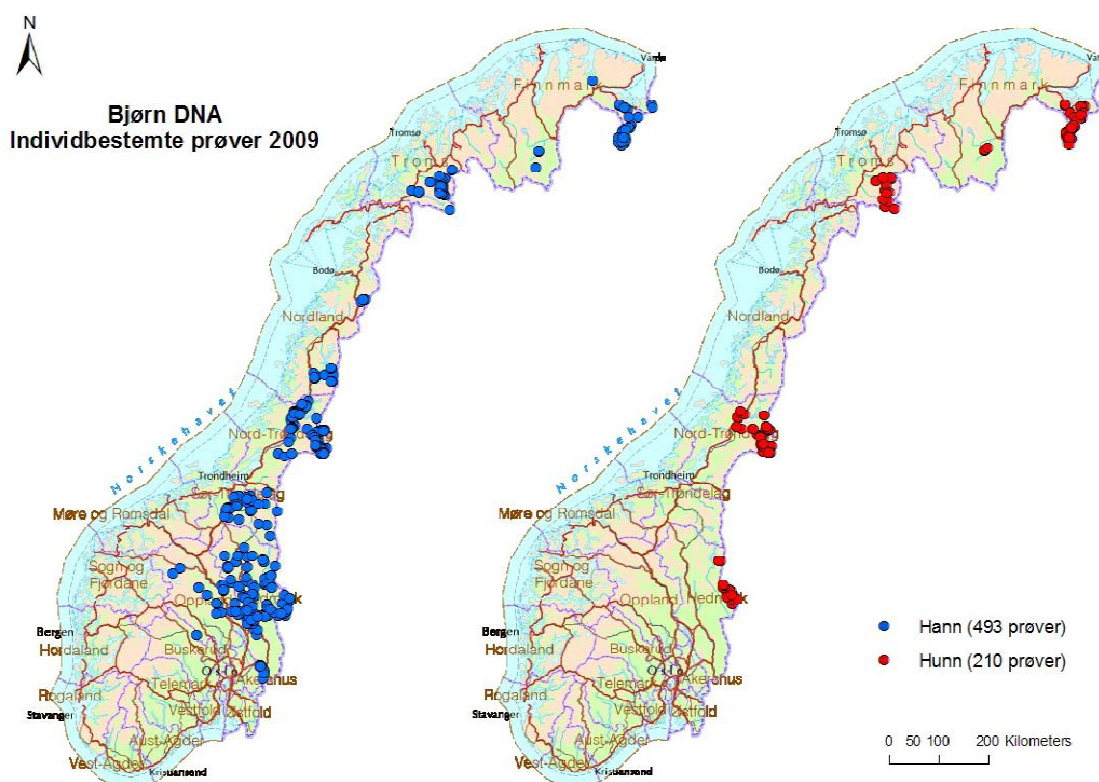 N
Bjørn DNA
Individbestemte prøver 2009
Vardø
Finnmark
Tromsø
Troms
Bodø
Nordland
Norskehavet
Nord-Trøndelag
Trondheim
Sør-Trøndelag
Møre og Romsdal
Sogn og
Fjordane
Oppland
Hedmark
Bergen
Hordaland
Buskerud
Oslo
Akershus
Telemark
Rogaland
Vestfold
Østfold
Stavanger
Aust-Agder
Vest-Agder
Kristiansand
Finnmark
Tromsø
Troms
Bodø
Nordland
Norskehavet
Nord-Trøndelag
Trondheim
Sør-Trøndelag
Møre og Romsdal
Sogn og
Fjordane
Oppland
Hedmark
Bergen
Hordaland
Buskerud
Oslo
Akershus
Telemark
Rogaland
Vestfold
Østfold
Stavanger
Aust-Agder
Vest-Agder
Kristiansand
Hann (493 prøver)
Hunn (210 prøver)
0 50 100 200 Kilometers